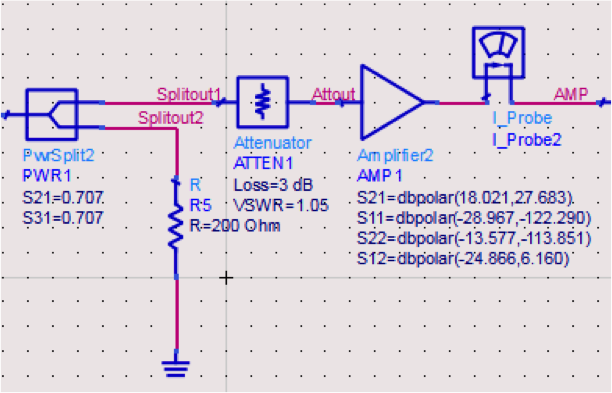 Splitout1
Attout
AMP
Splitout2
I_Probe
I_Probe2
PwrSplit2
PWR1
S21=0.707
S31=0.707
Attenuator
ATTEN1
Loss=3 dB
VSWR=1.05
Amplifier2
AMP1
S21=dbpolar(18.021,27.683)
S11=dbpolar(-28.967,-122.290)
S22=dbpolar(-13.577,-113.851)
S12=dbpolar(-24.866,6.160)
R
R5
R=200 Ohm